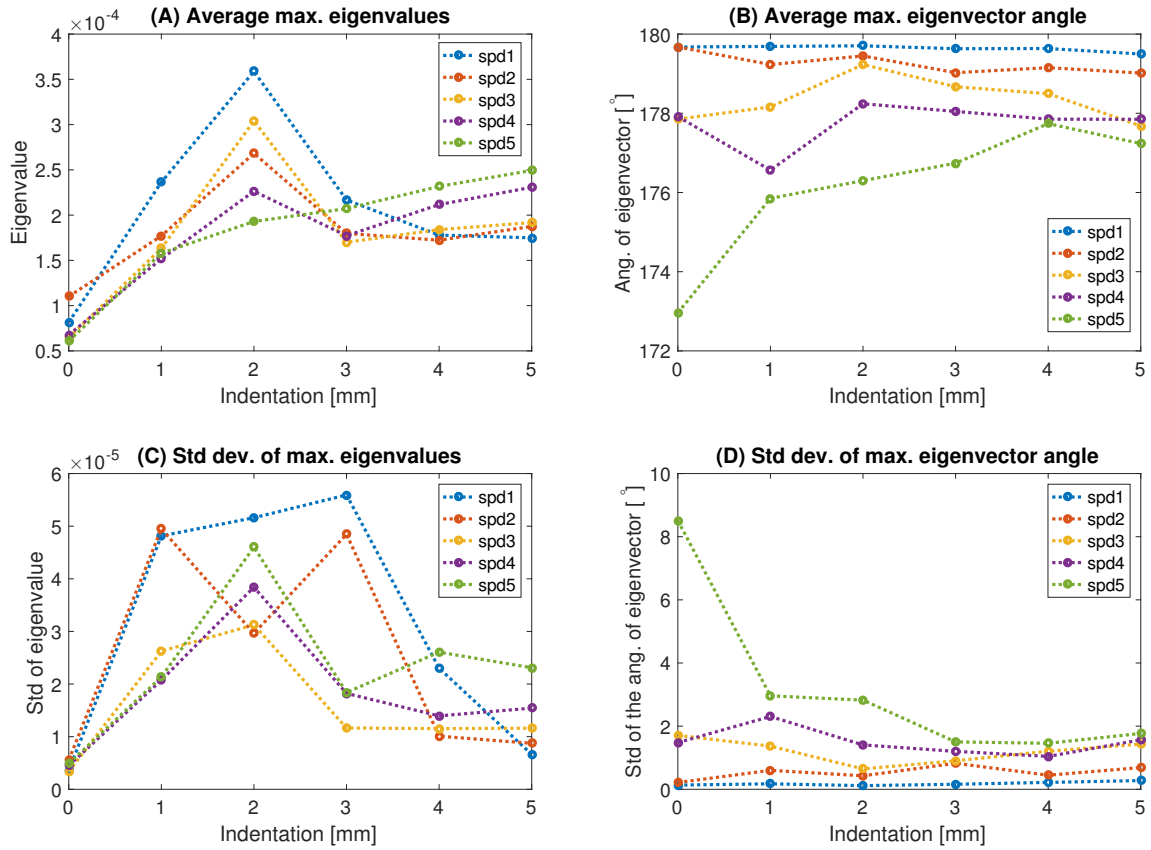 (A) Average max. eigenvalues
×10⁻⁴
4
3.5
3
2.5
2
1.5
1
0.5
0 1 2 3 4 5
Eigenvalue
Indentation [mm]
spd1
spd2
spd3
spd4
spd5
(B) Average max. eigenvector angle
180
178
176
174
172
0 1 2 3 4 5
Ang. of eigenvector [ °]
Indentation [mm]
spd1
spd2
spd3
spd4
spd5
(C) Std dev. of max. eigenvalues
×10⁻⁵
6
5
4
3
2
1
0
0 1 2 3 4 5
Std of eigenvalue
Indentation [mm]
spd1
spd2
spd3
spd4
spd5
(D) Std dev. of max. eigenvector angle
10
8
6
4
2
0
0 1 2 3 4 5
Std of the ang. of eigenvector [ °]
Indentation [mm]
spd1
spd2
spd3
spd4
spd5